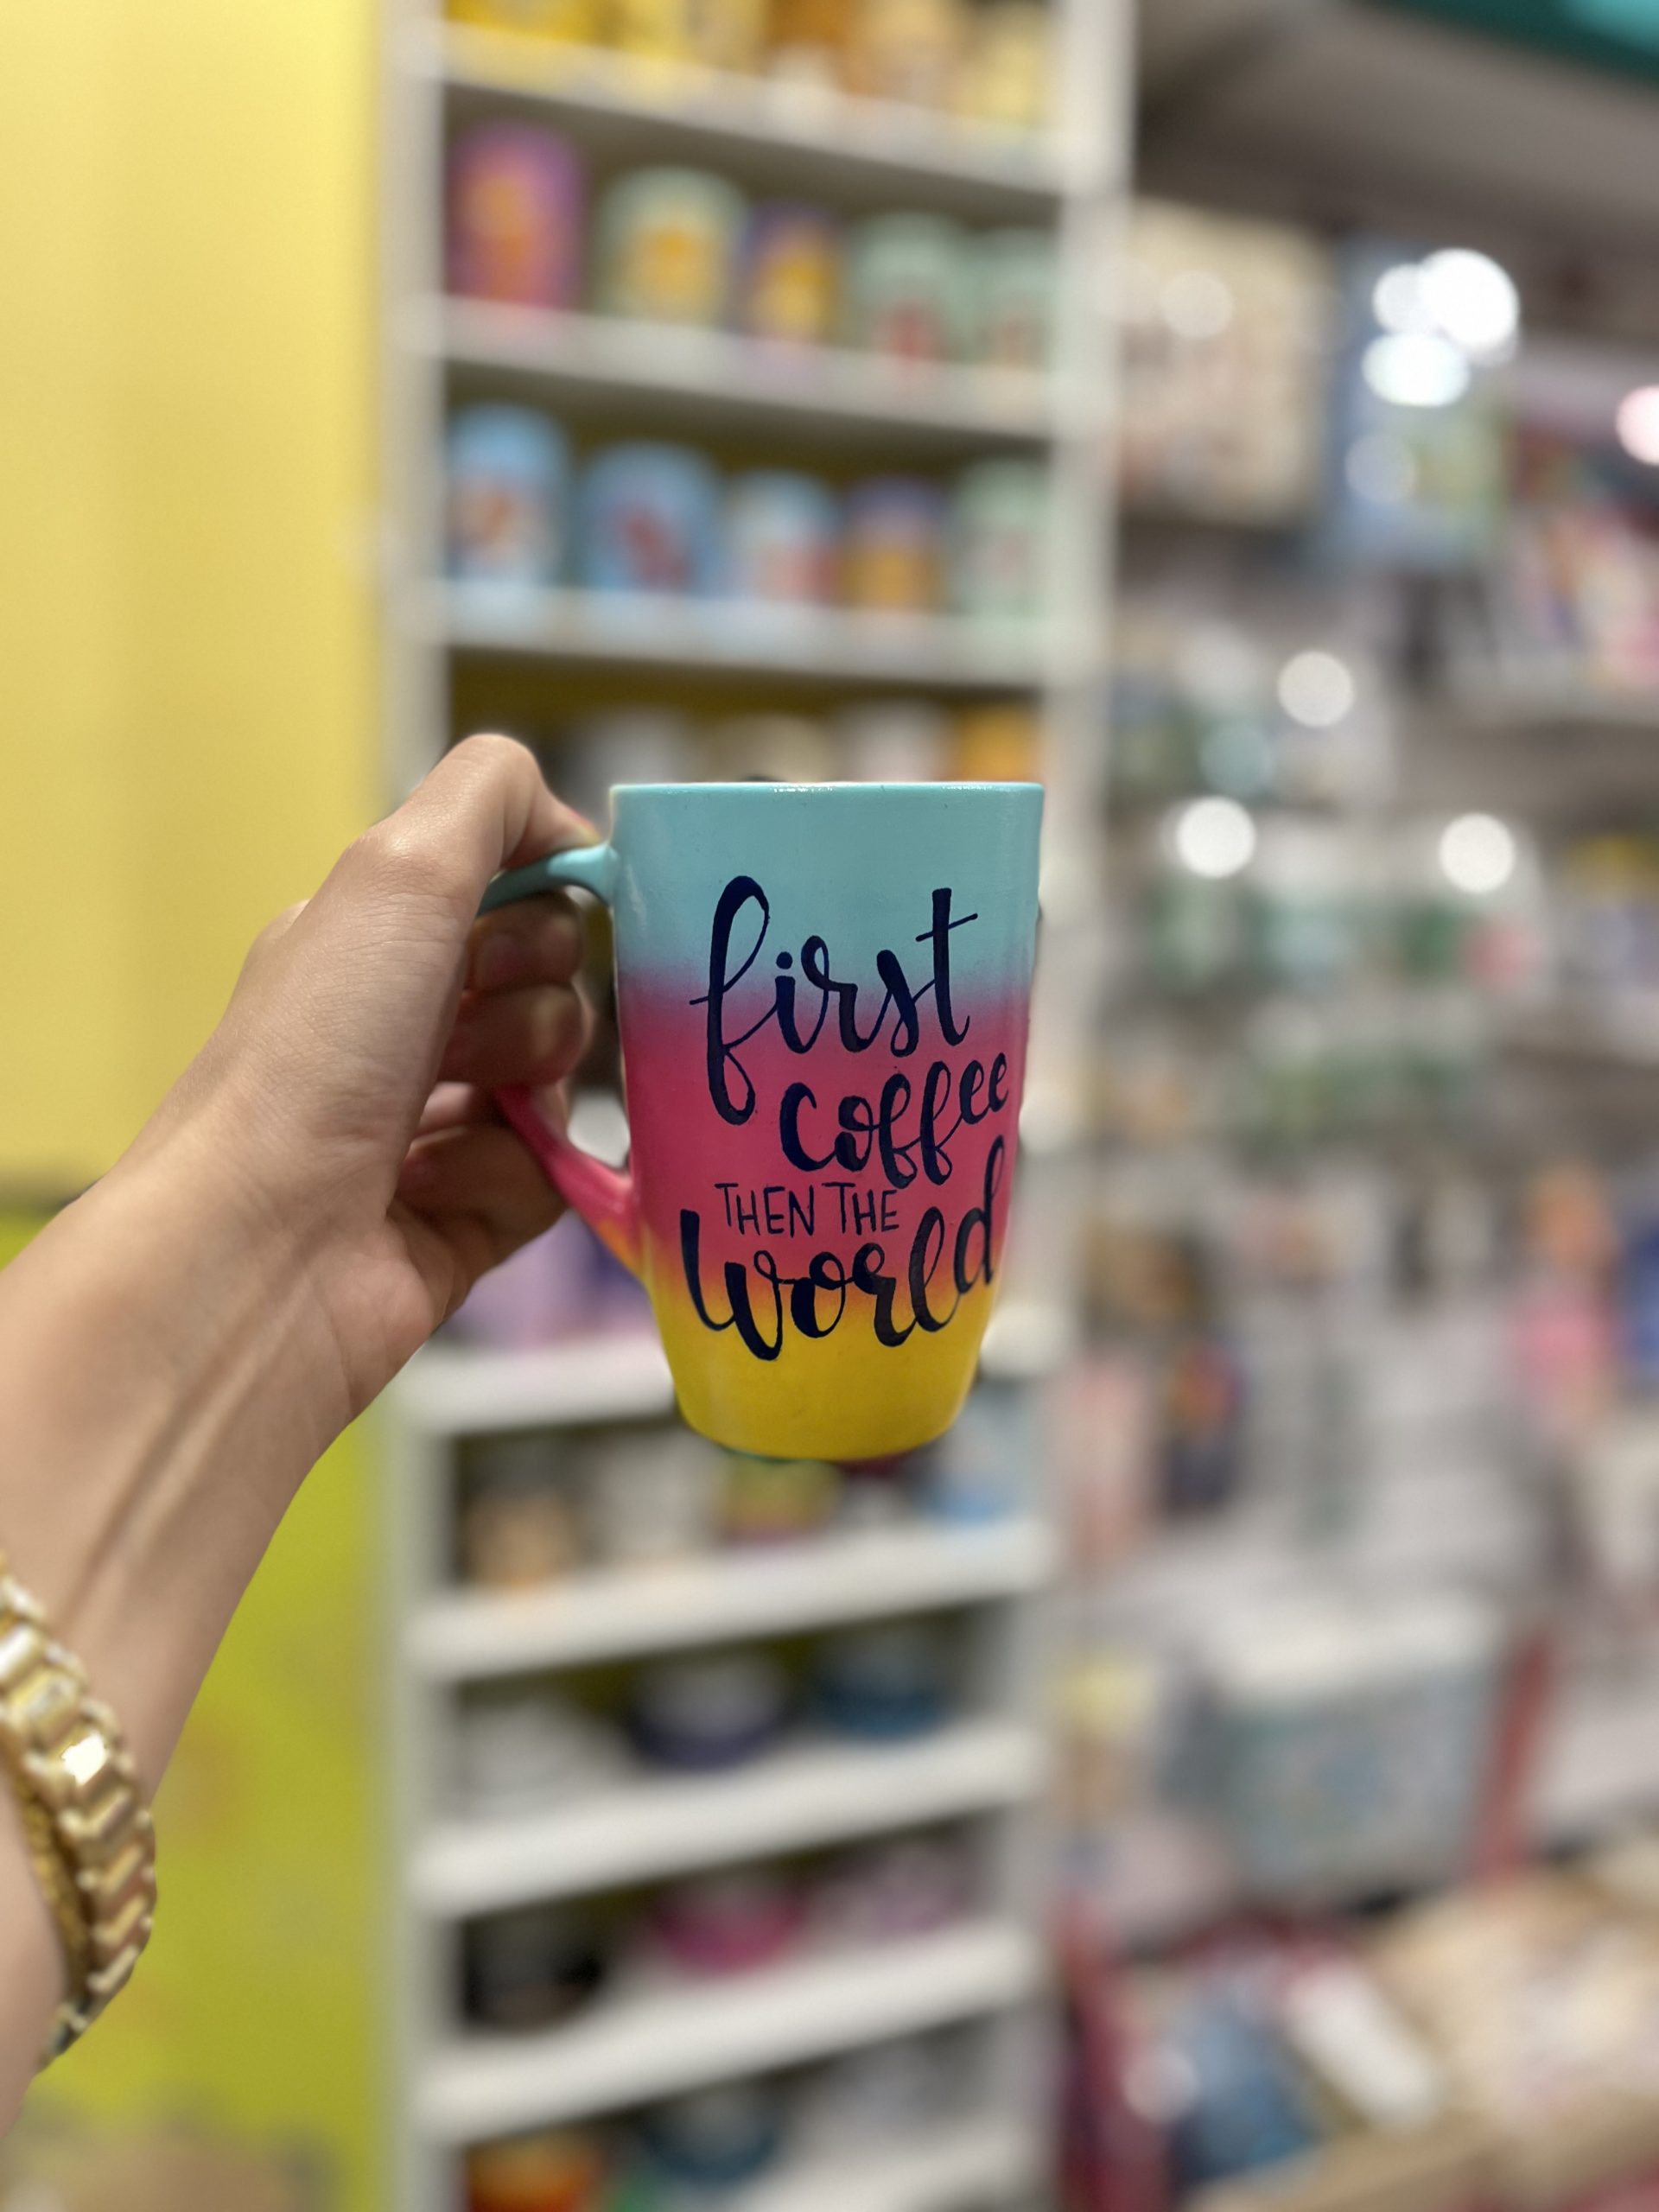 first
coffee
THEN THE
world